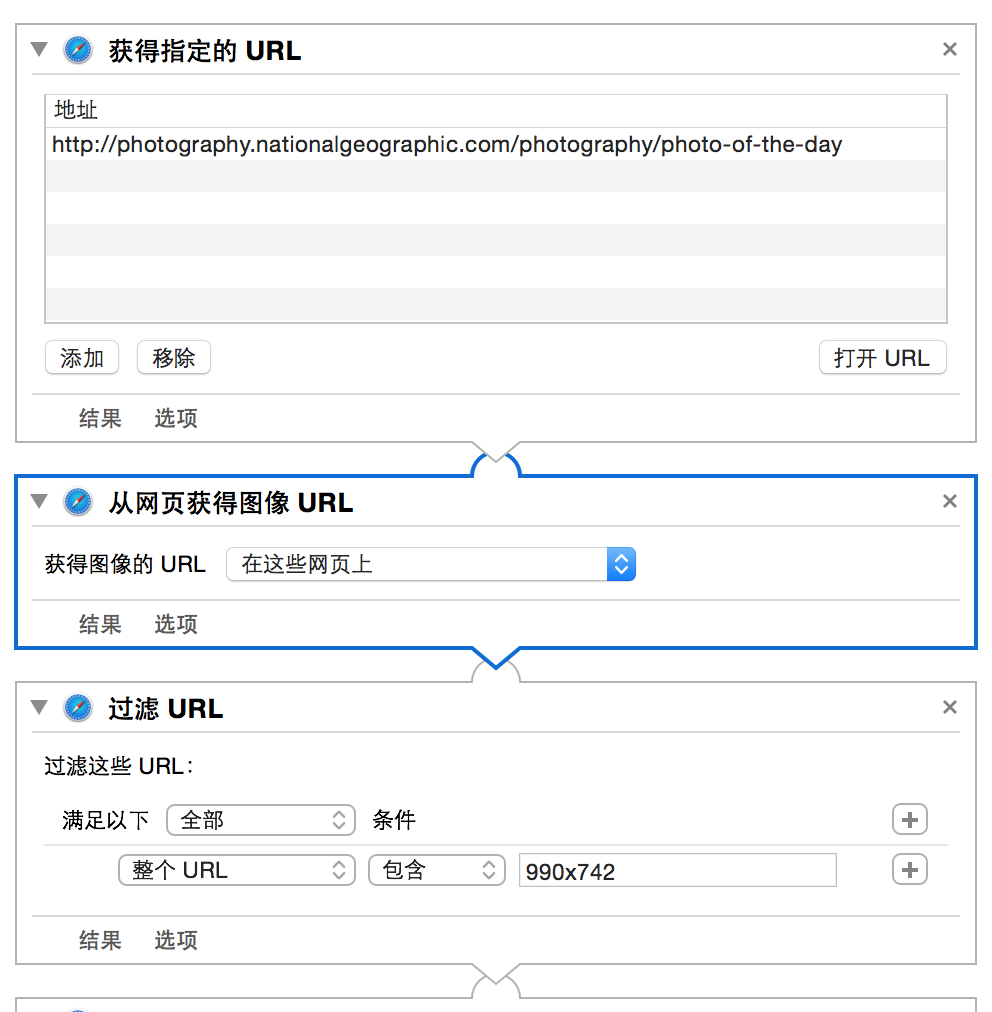 获得指定的 URL
地址
http://photography.nationalgeographic.com/photography/photo-of-the-day
添加 移除 打开 URL
结果 选项
从网页获得图像 URL
获得图像的 URL 在这些网页上
结果 选项
过滤 URL
过滤这些 URL：
满足以下 全部 条件
整个 URL 包含 990x742
结果 选项